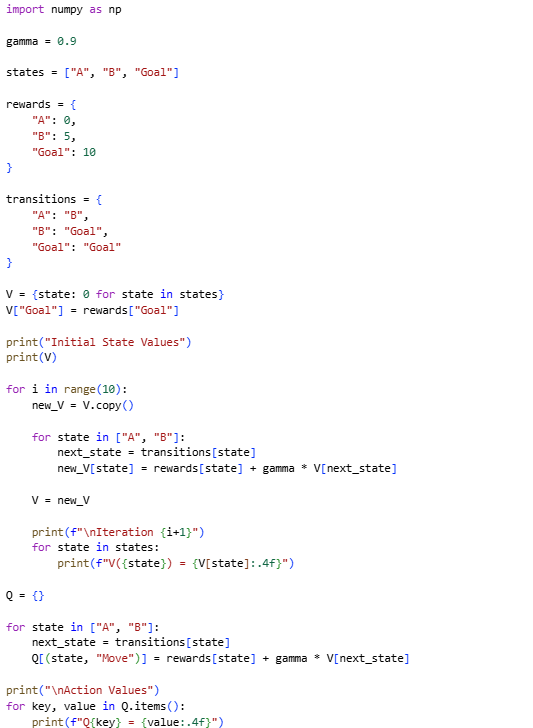 import numpy as np
gamma = 0.9
states = ["A", "B", "Goal"]
rewards = {
    "A": 0,
    "B": 5,
    "Goal": 10
}
transitions = {
    "A": "B",
    "B": "Goal",
    "Goal": "Goal"
}
V = {state: 0 for state in states}
V["Goal"] = rewards["Goal"]
print("Initial State Values")
print(V)
for i in range(10):
    new_V = V.copy()
    for state in ["A", "B"]:
        next_state = transitions[state]
        new_V[state] = rewards[state] + gamma * V[next_state]
    V = new_V
    print(f"\nIteration {i+1}")
    for state in states:
        print(f"V({state}) = {V[state]:.4f}")
Q = {}
for state in ["A", "B"]:
    next_state = transitions[state]
    Q[(state, "Move")] = rewards[state] + gamma * V[next_state]
print("\nAction Values")
for key, value in Q.items():
    print(f"Q{key} = {value:.4f}")